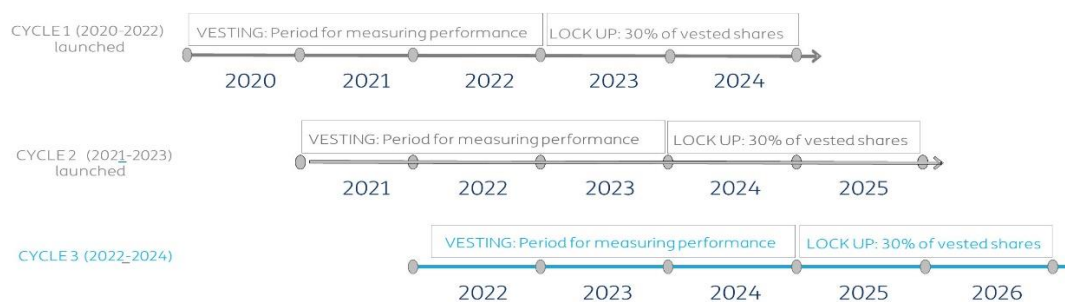 CYCLE 1 (2020-2022)
launched
VESTING: Period for measuring performance
LOCK UP: 30% of vested shares
2020 2021 2022 2023 2024
CYCLE 2 (2021-2023)
launched
VESTING: Period for measuring performance
LOCK UP: 30% of vested shares
2021 2022 2023 2024 2025
CYCLE 3 (2022-2024)
VESTING: Period for measuring performance
LOCK UP: 30% of vested shares
2022 2023 2024 2025 2026